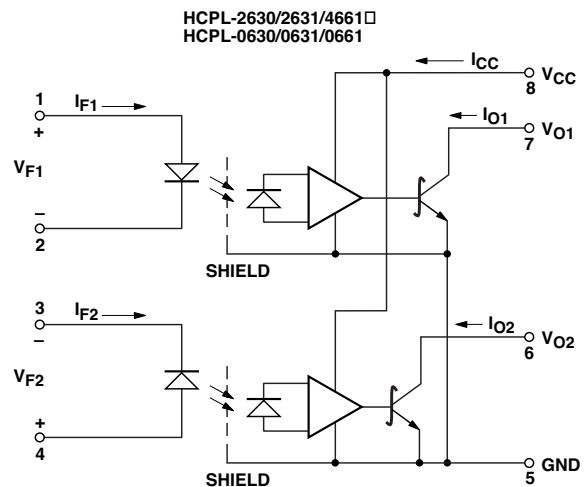 HCPL-2630/2631/4661□
HCPL-0630/0631/0661
ICC
8 VCC
1 IF1
+
IO1
7 VO1
VF1
–
2
SHIELD
3 IF2
–
IO2
6 VO2
VF2
+
4
SHIELD
5 GND